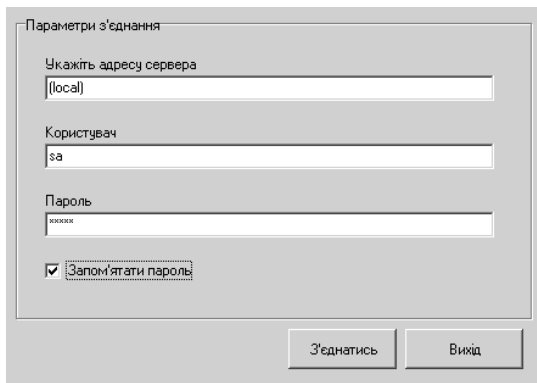 Параметри з'єднання
Укажіть адресу сервера
(local)
Користувач
sa
Пароль
*****
Запом'ятати пароль
З'єднатись
Вихід